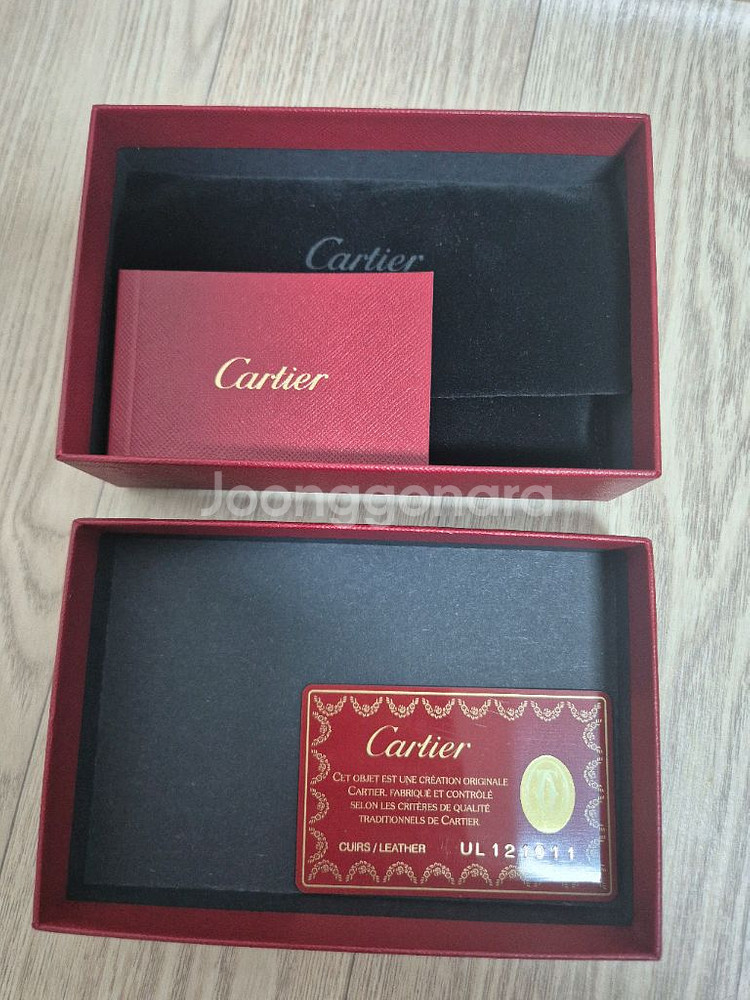 Cartier
Cartier
Joonggonara
Cartier
CET OBJET EST UNE CRÉATION ORIGINALE
CARTIER, FABRIQUÉ ET CONTRÔLÉ
SELON LES CRITÈRES DE QUALITÉ
TRADITIONNELS DE CARTIER.
CUIRS / LEATHER